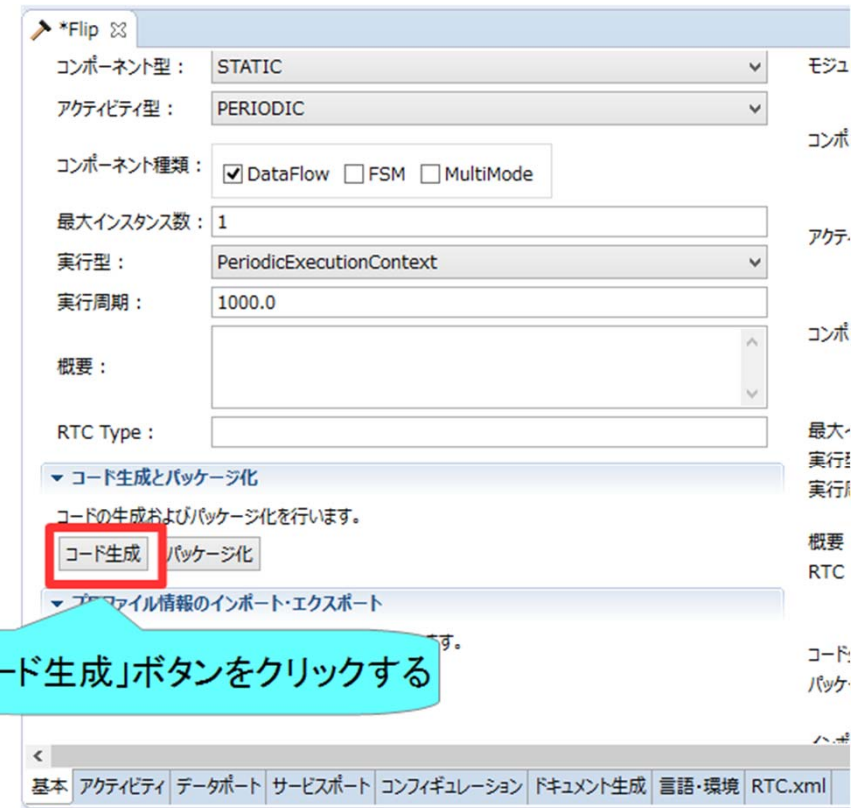 *Flip
コンポーネント型： STATIC
アクティビティ型： PERIODIC
コンポーネント種類： DataFlow FSM MultiMode
最大インスタンス数： 1
実行型： PeriodicExecutionContext
実行周期： 1000.0
概要：
RTC Type：
コード生成とパッケージ化
コードの生成およびパッケージ化を行います。
コード生成 パッケージ化
プロファイル情報のインポート・エクスポート
ます。
ード生成」ボタンをクリックする
基本 アクティビティ データポート サービスポート コンフィギュレーション ドキュメント生成 言語・環境 RTC.xml
モジュ
コンポ
アクテ
コンポ
最大
実行
実行
概要
RTC
コード
パッケ